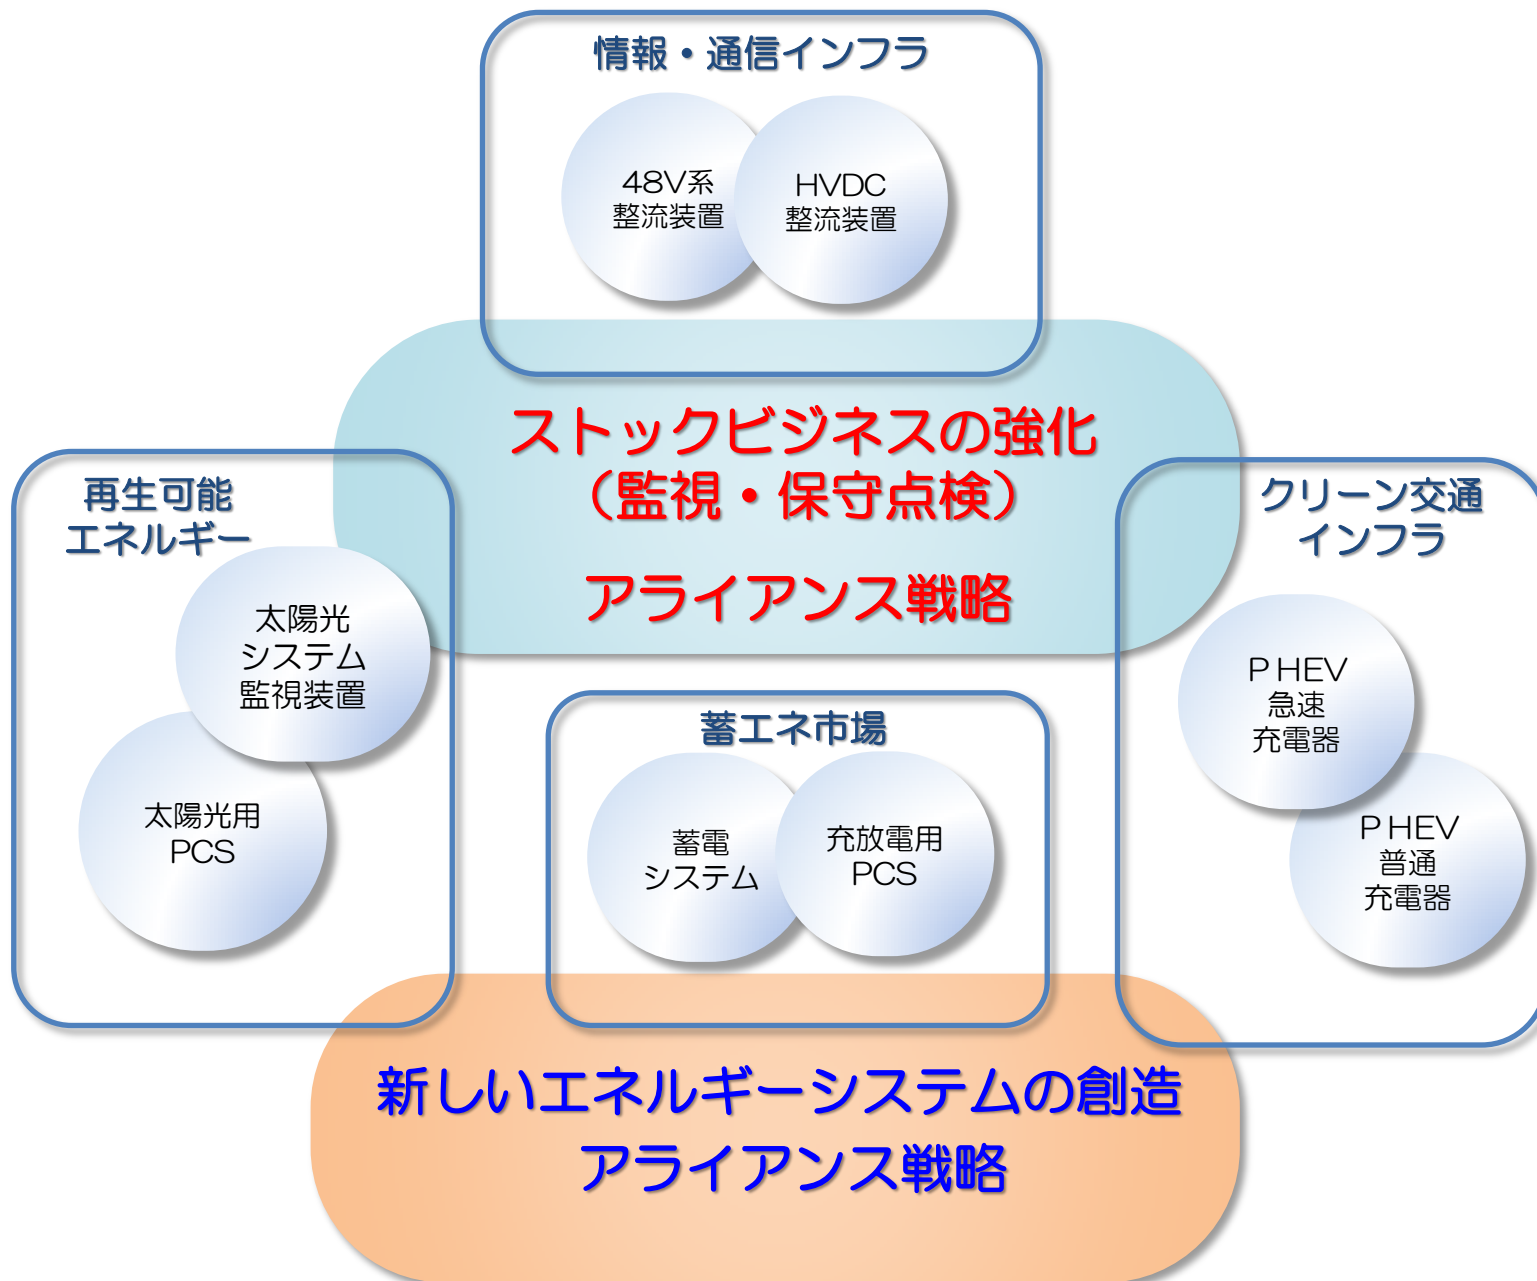 情報・通信インフラ
48V系
整流装置
HVDC
整流装置
ストックビジネスの強化
（監視・保守点検）
アライアンス戦略
再生可能
エネルギー
太陽光
システム
監視装置
太陽光用
PCS
蓄エネ市場
蓄電
システム
充放電用
PCS
クリーン交通
インフラ
PHEV
急速
充電器
PHEV
普通
充電器
新しいエネルギーシステムの創造
アライアンス戦略